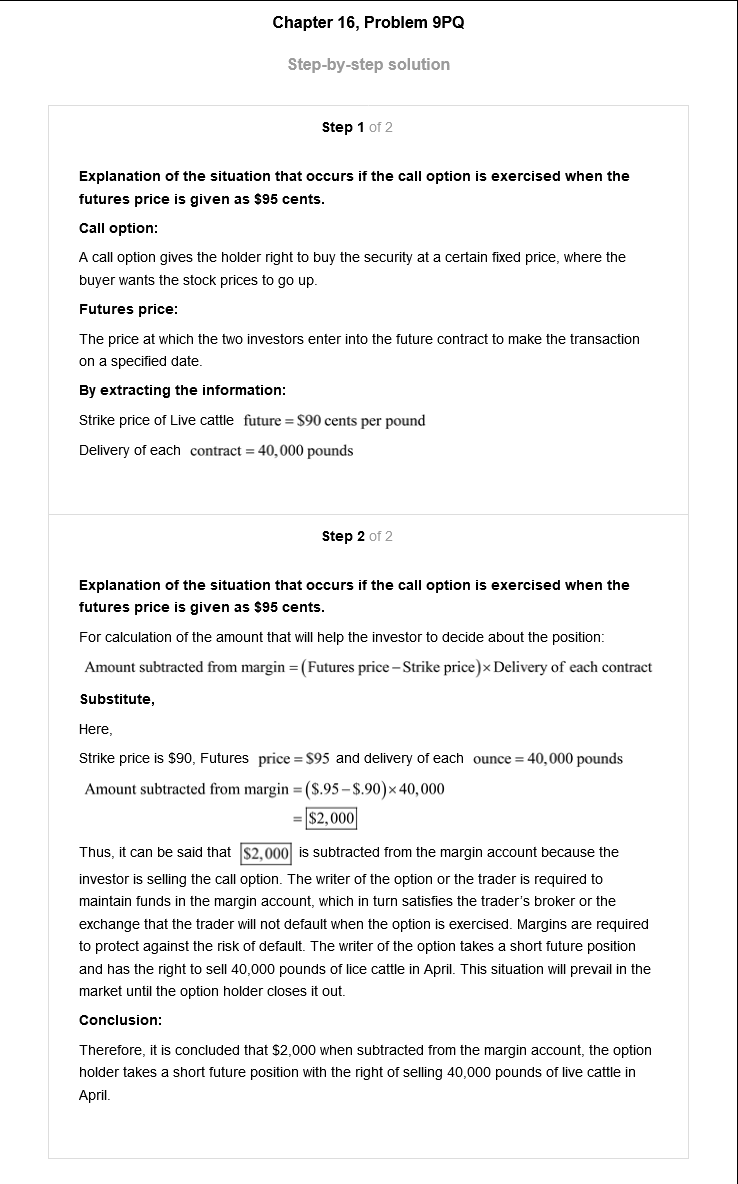 Chapter 16, Problem 9PQ
Step-by-step solution
Step 1 of 2
Explanation of the situation that occurs if the call option is exercised when the
futures price is given as $95 cents.
Call option:
A call option gives the holder right to buy the security at a certain fixed price, where the
buyer wants the stock prices to go up.
Futures price:
The price at which the two investors enter into the future contract to make the transaction
on a specified date.
By extracting the information:
Strike price of Live cattle future = $90 cents per pound
Delivery of each contract = 40,000 pounds
Step 2 of 2
Explanation of the situation that occurs if the call option is exercised when the
futures price is given as $95 cents.
For calculation of the amount that will help the investor to decide about the position:
Amount subtracted from margin = (Futures price – Strike price) × Delivery of each contract
Substitute,
Here,
Strike price is $90, Futures price = $95 and delivery of each ounce = 40,000 pounds
Amount subtracted from margin = ($.95 – $.90) × 40,000
= $2,000
Thus, it can be said that $2,000 is subtracted from the margin account because the
investor is selling the call option. The writer of the option or the trader is required to
maintain funds in the margin account, which in turn satisfies the trader's broker or the
exchange that the trader will not default when the option is exercised. Margins are required
to protect against the risk of default. The writer of the option takes a short future position
and has the right to sell 40,000 pounds of lice cattle in April. This situation will prevail in the
market until the option holder closes it out.
Conclusion:
Therefore, it is concluded that $2,000 when subtracted from the margin account, the option
holder takes a short future position with the right of selling 40,000 pounds of live cattle in
April.